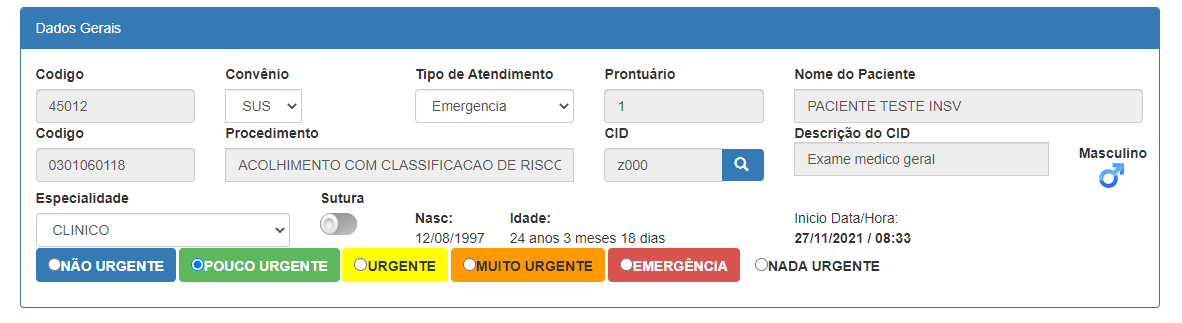 Dados Gerais
Codigo Convênio Tipo de Atendimento Prontuário Nome do Paciente
45012 SUS Emergencia 1 PACIENTE TESTE INSV
Codigo Procedimento CID Descrição do CID
0301060118 ACOLHIMENTO COM CLASSIFICACAO DE RISCO z000 Exame medico geral Masculino
Especialidade Sutura
CLINICO Nasc: Idade: Inicio Data/Hora:
12/08/1997 24 anos 3 meses 18 dias 27/11/2021 / 08:33
NÃO URGENTE POUCO URGENTE URGENTE MUITO URGENTE EMERGÊNCIA NADA URGENTE